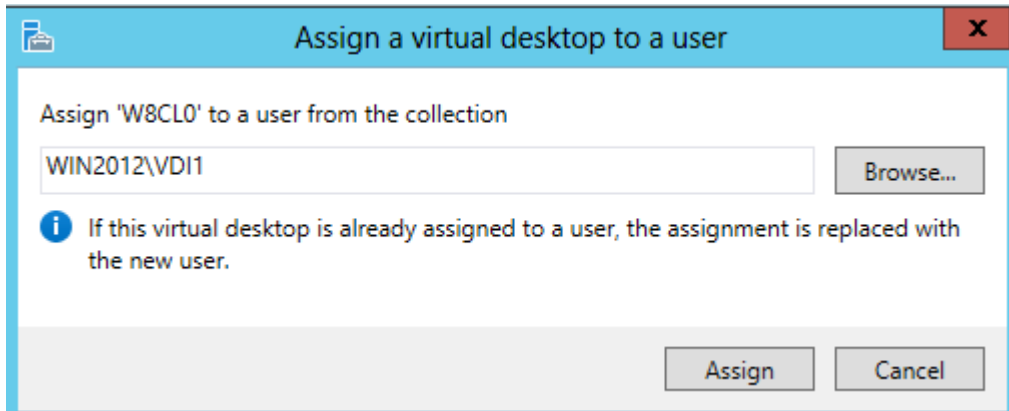 Assign a virtual desktop to a user
x
Assign 'W8CL0' to a user from the collection
WIN2012\VDI1
Browse...
i
If this virtual desktop is already assigned to a user, the assignment is replaced with
the new user.
Assign
Cancel